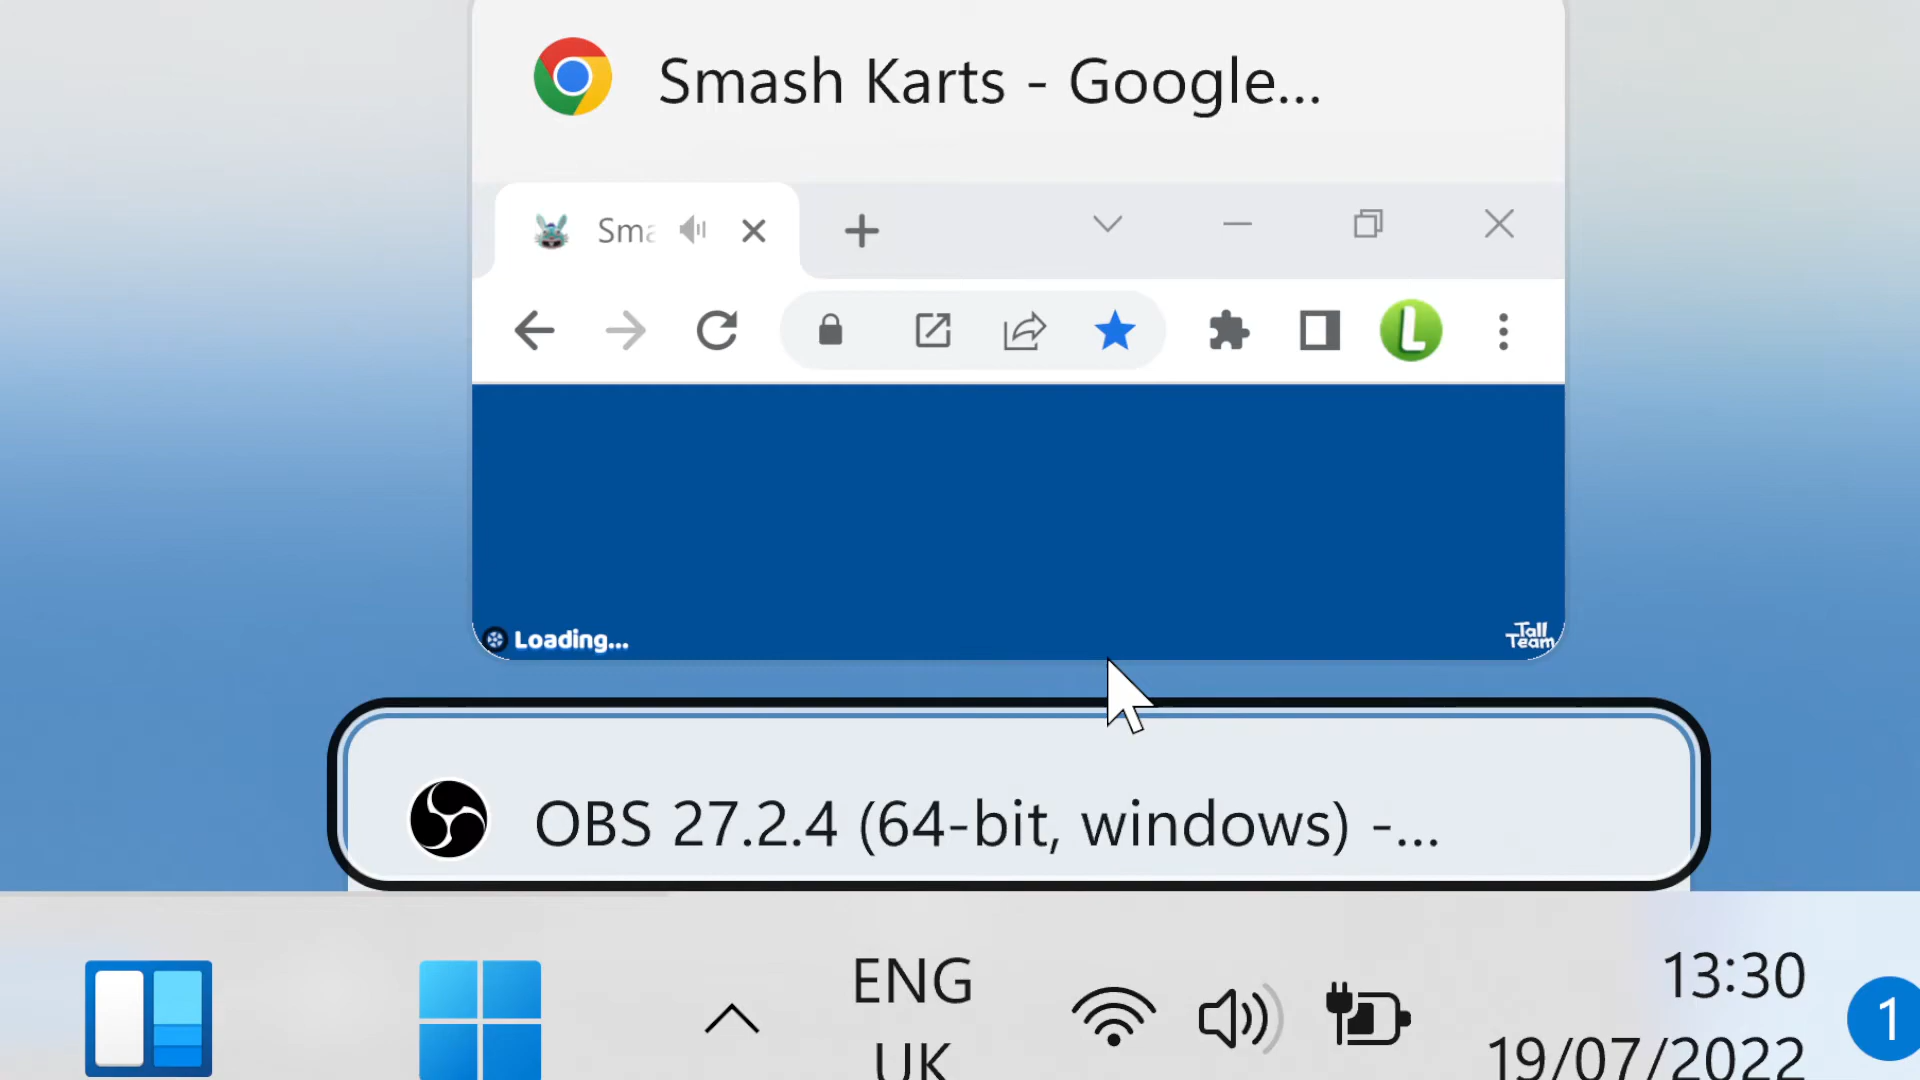 Smash Karts - Google...
Sma
L
Loading...
Tall
Team
OBS 27.2.4 (64-bit, windows) -...
ENG
UK
13:30
19/07/2022
1